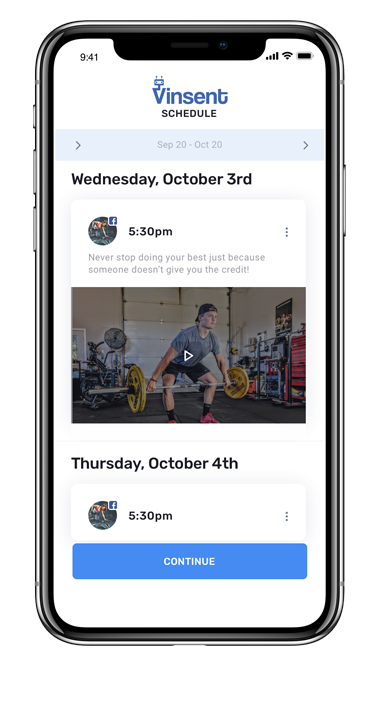 9:41
Vinsent
SCHEDULE
Sep 20 - Oct 20
Wednesday, October 3rd
5:30pm
Never stop doing your best just because
someone doesn't give you the credit!
Thursday, October 4th
5:30pm
CONTINUE